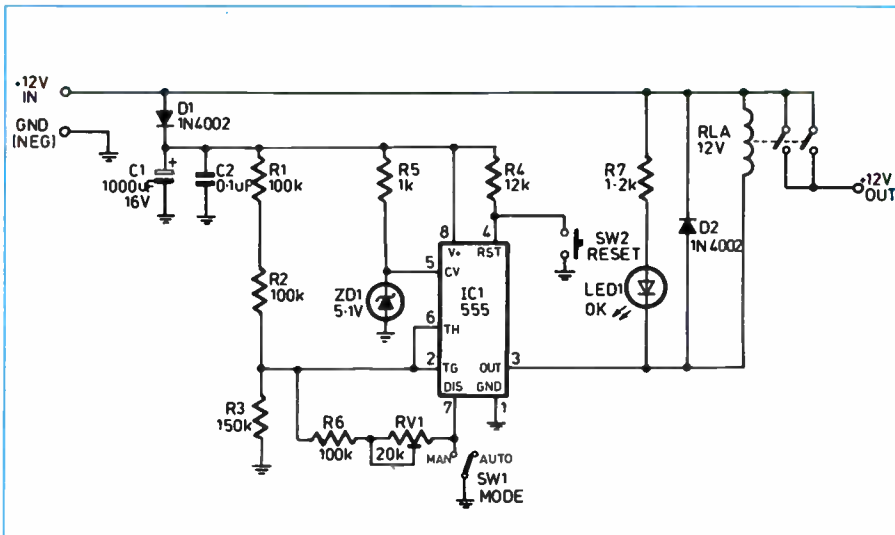 +12V
IN
GND
(NEG)
D1
1N4002
C1
1000uF
16V
+
C2
0·1uF
R1
100k
R2
100k
R3
150k
R5
1k
ZD1
5·1V
R4
12k
8
4
V+
RST
5
CV
IC1
555
6
TH
2
TG
OUT
3
DIS
GND
7
1
R6
100k
RV1
20k
MAN
AUTO
SW1
MODE
SW2
RESET
R7
1·2k
LED1
OK
D2
1N4002
RLA
12V
+12V
OUT